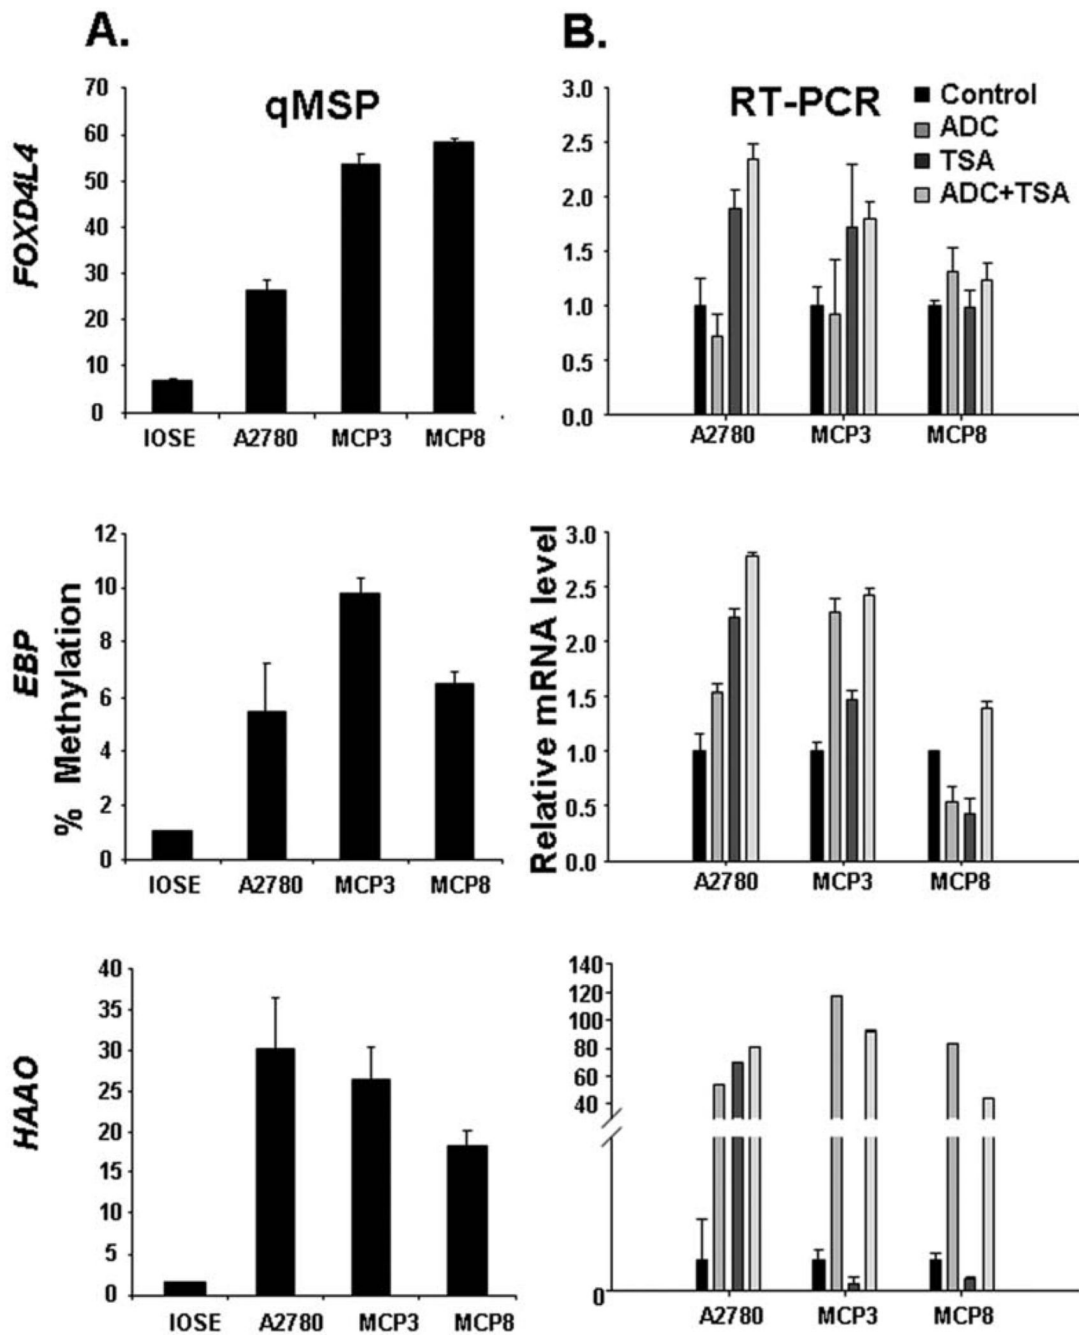 A.
B.
FOXD4L4
qMSP
70
60
50
40
30
20
10
0
IOSE A2780 MCP3 MCP8
RT-PCR
Control
ADC
TSA
ADC+TSA
3.0
2.5
2.0
1.5
1.0
0.5
0.0
A2780 MCP3 MCP8
EBP
% Methylation
12
10
8
6
4
2
0
IOSE A2780 MCP3 MCP8
Relative mRNA level
3.0
2.5
2.0
1.5
1.0
0.5
0.0
A2780 MCP3 MCP8
HAAO
40
35
30
25
20
15
10
5
0
IOSE A2780 MCP3 MCP8
140
120
100
80
60
40
0
A2780 MCP3 MCP8